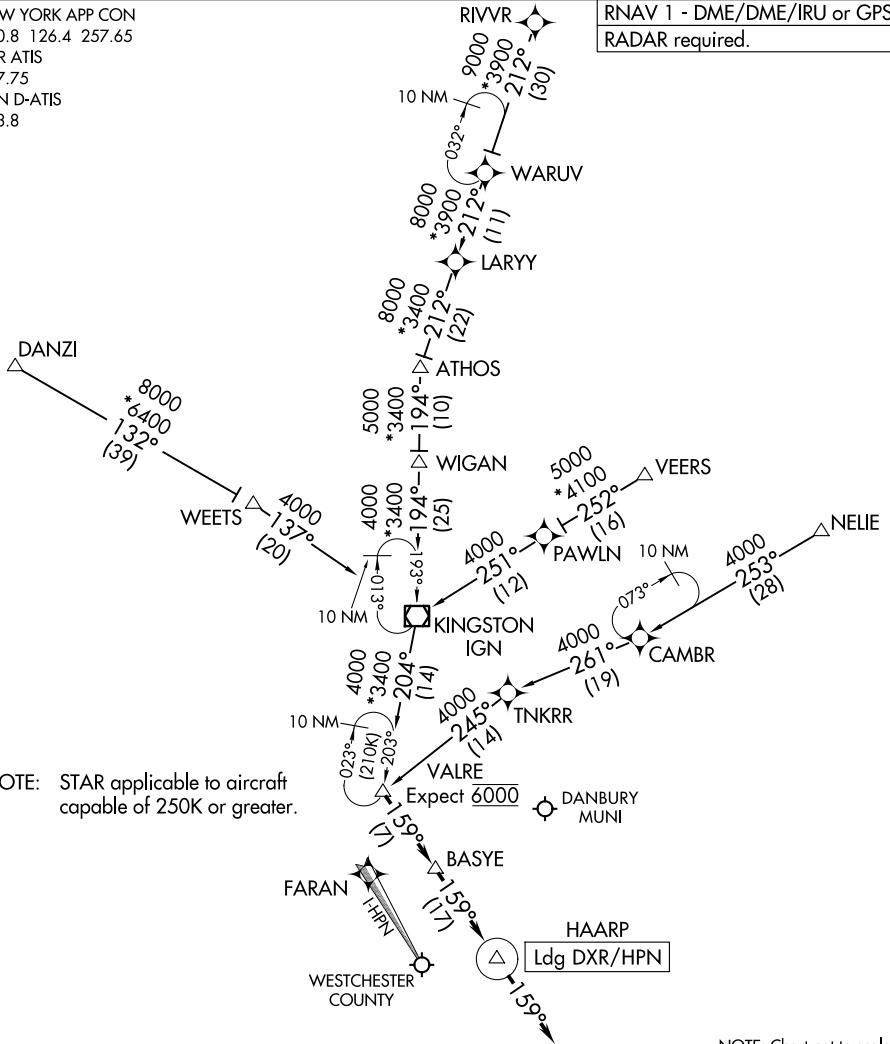 EW YORK APP CON
0.8 126.4 257.65
R ATIS
7.75
N D-ATIS
3.8
RNAV 1 - DME/DME/IRU or GPS
RADAR required.
RIVVR
9000
*3900
212°
(30)
10 NM
032°
WARUV
8000
*3900
212°
(11)
LARYY
8000
*3400
212°
(22)
ATHOS
5000
*3400
194°
(10)
WIGAN
4000
*3400
194°
(25)
DANZI
8000
*6400
132°
(39)
WEETS
4000
137°
(20)
VEERS
5000
*4100
252°
(16)
PAWLN
4000
251°
(12)
NELIE
4000
253°
(28)
10 NM
073°
CAMBR
4000
261°
(19)
TNKRR
4000
245°
(14)
193°
013°
10 NM
KINGSTON
IGN
4000
*3400
204°
(14)
10 NM
023°
(210K)
203°
VALRE
Expect 6000
DANBURY
MUNI
OTE: STAR applicable to aircraft
capable of 250K or greater.
159°
(7)
BASYE
159°
(17)
FARAN
I-HPN
WESTCHESTER
COUNTY
HAARP
Ldg DXR/HPN
159°